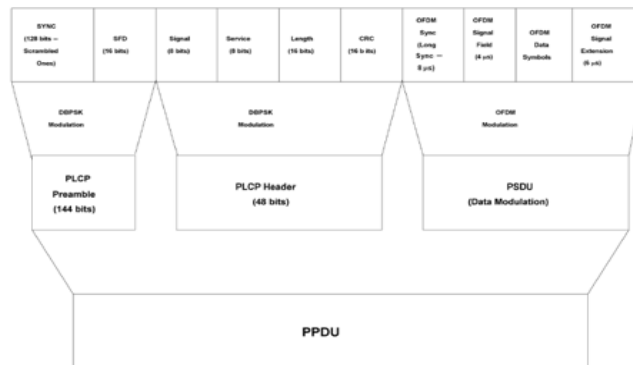 SYNC
(128 bits –
Scrambled
Ones)
SFD
(16 bits)
Signal
(8 bits)
Service
(8 bits)
Length
(16 bits)
CRC
(16 bits)
OFDM
Sync
(Long
Sync –
8 μs)
OFDM
Signal
Field
(4 μs)
OFDM
Data
Symbols
OFDM
Signal
Extension
(6 μs)
DBPSK
Modulation
DBPSK
Modulation
OFDM
Modulation
PLCP
Preamble
(144 bits)
PLCP Header
(48 bits)
PSDU
(Data Modulation)
PPDU